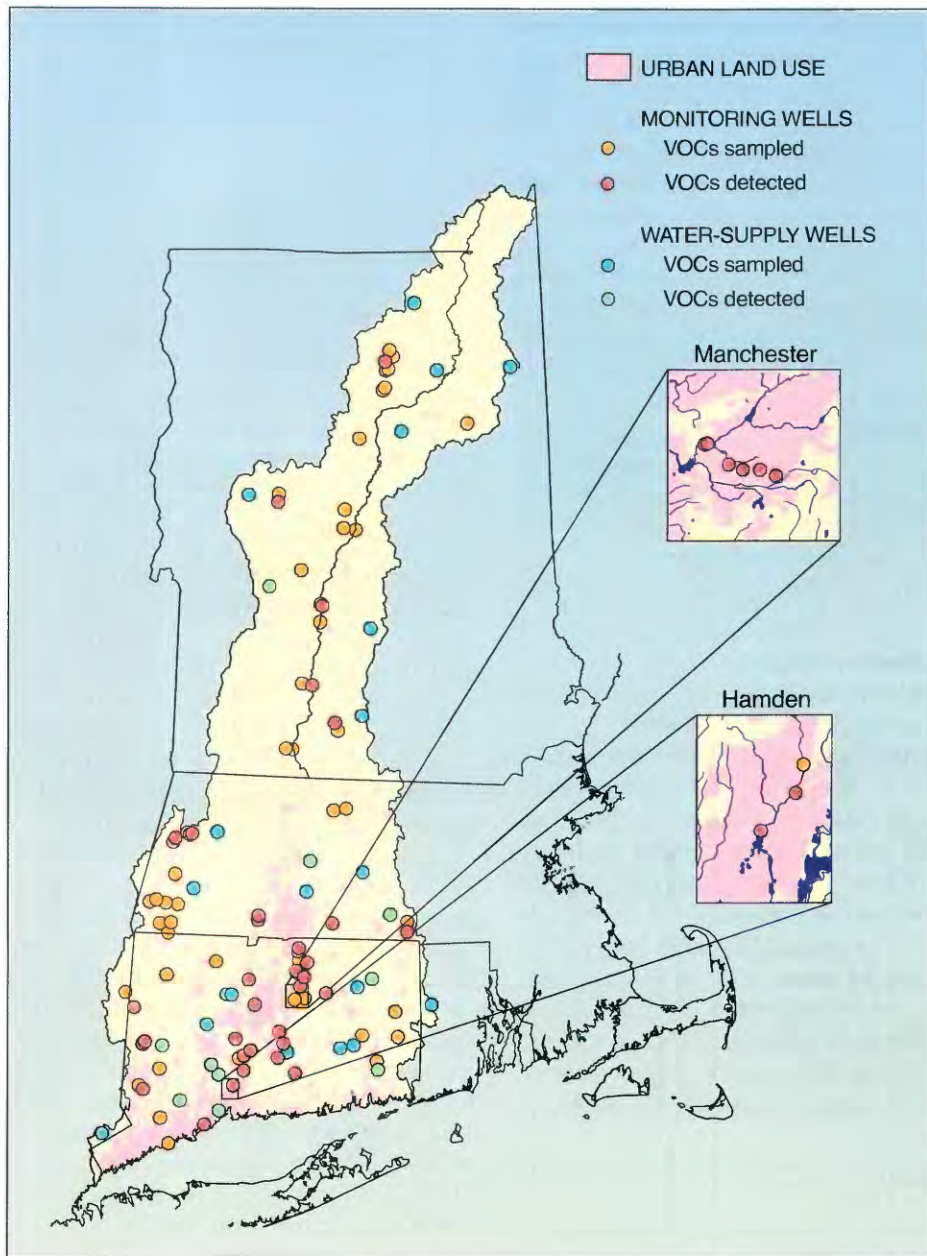 URBAN LAND USE
MONITORING WELLS
VOCs sampled
VOCs detected
WATER-SUPPLY WELLS
VOCs sampled
VOCs detected
Manchester
Hamden